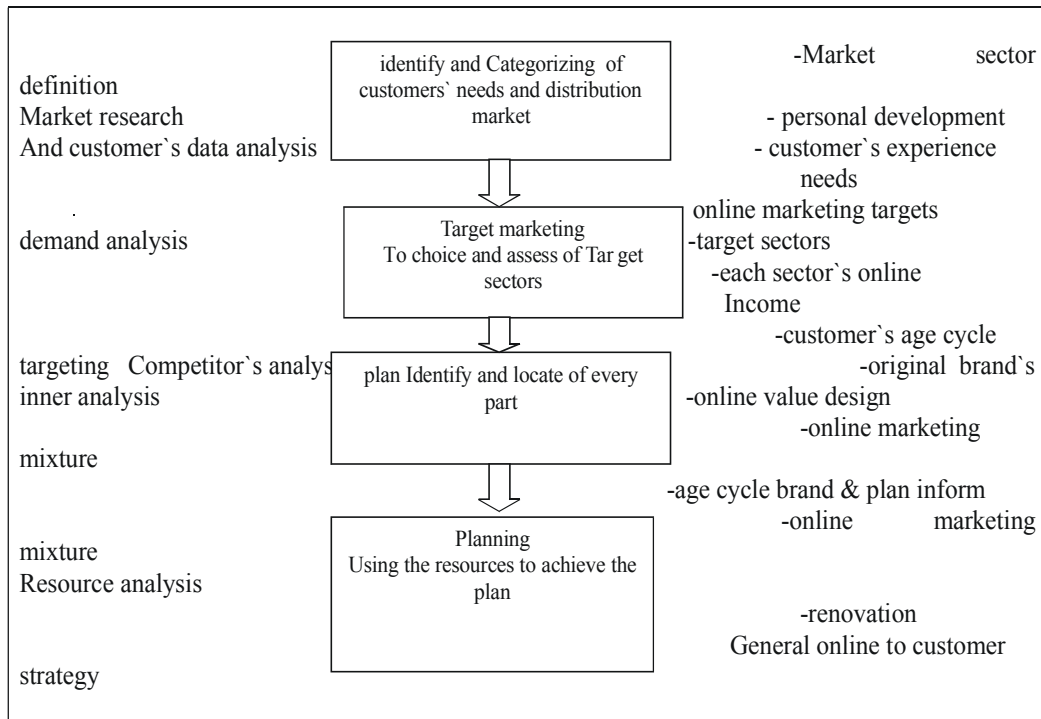 identify and Categorizing of
customers` needs and distribution
market
-Market sector
definition
Market research
And customer`s data analysis
- personal development
- customer`s experience
needs
Target marketing
To choice and assess of Tar get
sectors
online marketing targets
demand analysis
-target sectors
-each sector`s online
Income
-customer`s age cycle
targeting Competitor`s analys
inner analysis
plan Identify and locate of every
part
-original brand`s
-online value design
-online marketing
mixture
-age cycle brand & plan inform
-online marketing
mixture
Resource analysis
Planning
Using the resources to achieve the
plan
-renovation
General online to customer
strategy